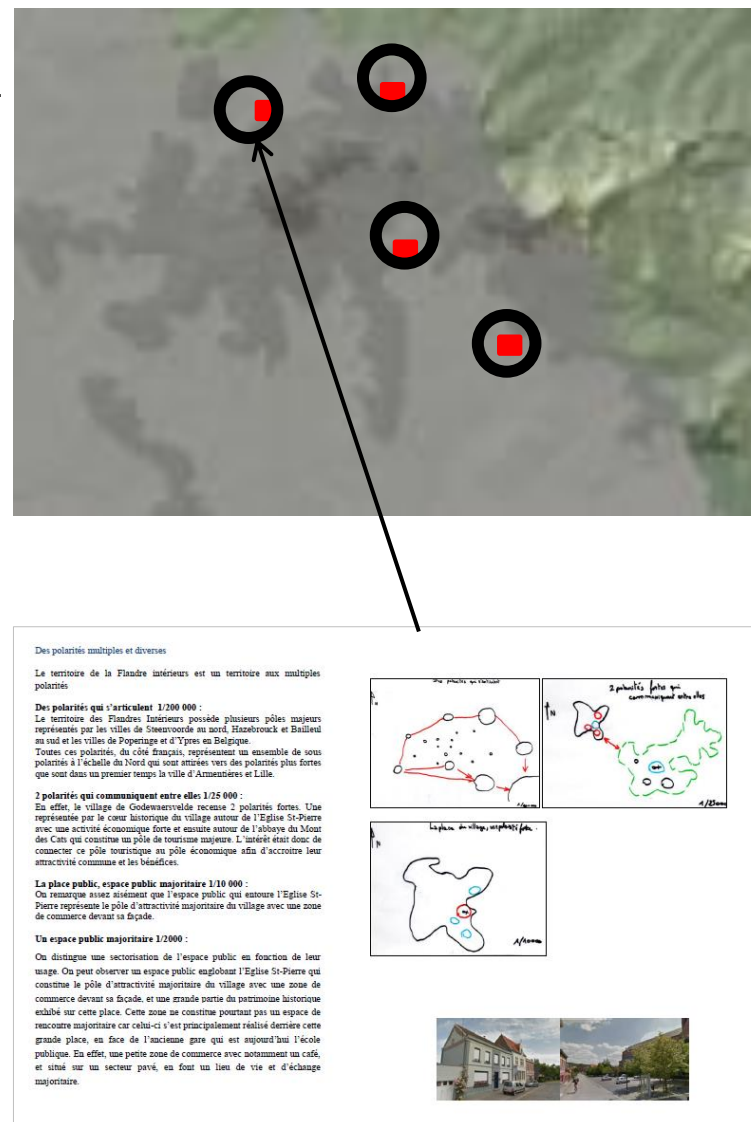 Des polarités multiples et diverses
Le territoire de la Flandre intérieurs est un territoire aux multiples
polarités
Des polarités qui s'articulent 1/200 000 :
Le territoire des Flandres Intérieurs possède plusieurs pôles majeurs
représentés par les villes de Steenvoorde au nord, Hazebrouck et Bailleul
au sud et les villes de Poperinge et d'Ypres en Belgique.
Toutes ces polarités, du côté français, représentent un ensemble de sous
polarités à l'échelle du Nord qui sont attirées vers des polarités plus fortes
que sont dans un premier temps la ville d'Armentières et Lille.
2 polarités qui communiquent entre elles 1/25 000 :
En effet, le village de Godewaersvelde recense 2 polarités fortes. Une
représentée par le cœur historique du village autour de l'Eglise St-Pierre
avec une activité économique forte et ensuite autour de l'abbaye du Mont
des Cats qui constitue un pôle de tourisme majeure. L'intérêt était donc de
connecter ce pôle touristique au pôle économique afin d'accroitre leur
attractivité commune et les bénéfices.
La place public, espace public majoritaire 1/10 000 :
On remarque assez aisément que l'espace public qui entoure l'Eglise St-
Pierre représente le pôle d'attractivité majoritaire du village avec une zone
de commerce devant sa façade.
Un espace public majoritaire 1/2000 :
On distingue une sectorisation de l'espace public en fonction de leur
usage. On peut observer un espace public englobant l'Eglise St-Pierre qui
constitue le pôle d'attractivité majoritaire du village avec une zone de
commerce devant sa façade, et une grande partie du patrimoine historique
exhibé sur cette place. Cette zone ne constitue pourtant pas un espace de
rencontre majoritaire car celui-ci s'est principalement réalisé derrière cette
grande place, en face de l'ancienne gare qui est aujourd'hui l'école
publique. En effet, une petite zone de commerce avec notamment un café,
et situé sur un secteur pavé, en font un lieu de vie et d'échange
majoritaire.
Des polarités qui s'articulent
2 polarités fortes qui
communiquent entre elles
N
1/25000
La place du village, forte.
N
1/10000